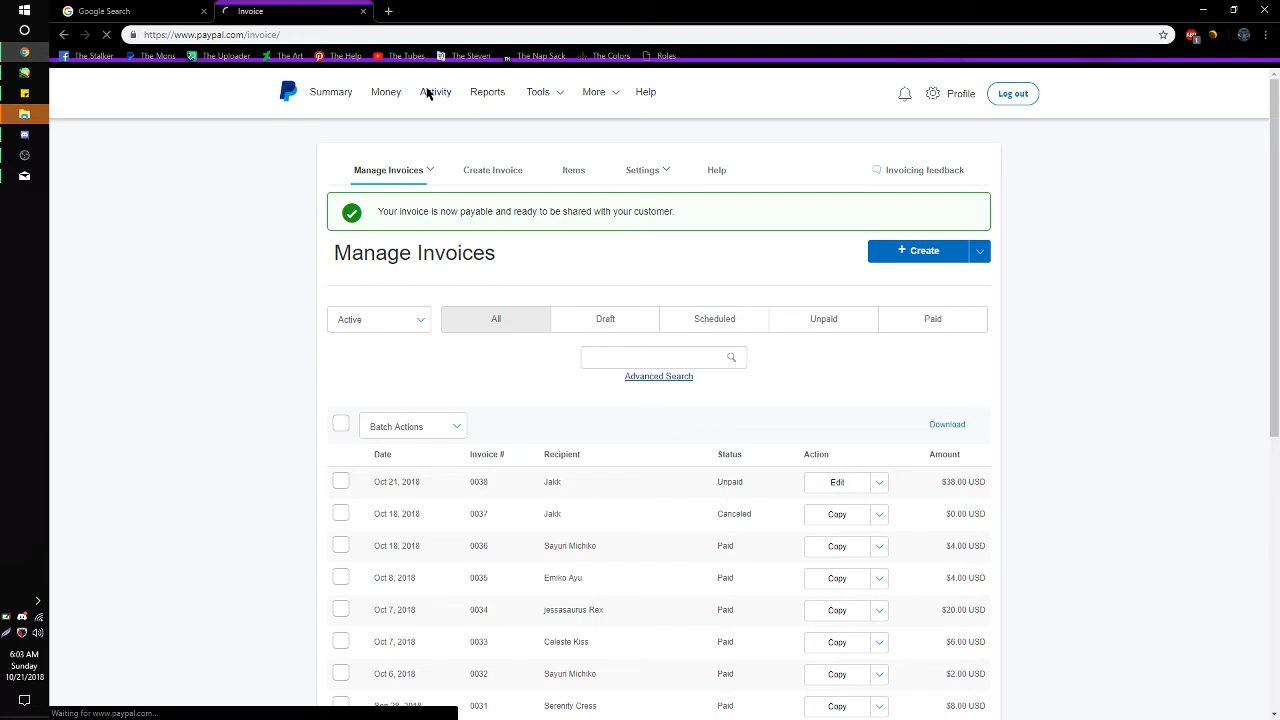 Google Search
Invoice
https://www.paypal.com/invoice/
ABP
1
The Stalker
The Mons
The Uploader
The Art
The Help
The Tubes
The Steven
TH The Nap Sack
The Colors
Roles
Summary
Money
Activity
Reports
Tools
More
Help
Profile
Log out
Manage Invoices
Create Invoice
Items
Settings
Help
Invoicing feedback
Your invoice is now payable and ready to be shared with your customer.
Manage Invoices
+ Create
Active
All
Draft
Scheduled
Unpaid
Paid
Advanced Search
Batch Actions
Download
Date Invoice # Recipient Status Action Amount
Oct 21, 2018 0038 Jakk Unpaid Edit $38.00 USD
Oct 18, 2018 0037 Jakk Canceled Copy $0.00 USD
Oct 18, 2018 0036 Sayuri Michiko Paid Copy $4.00 USD
Oct 8, 2018 0035 Emiko Ayu Paid Copy $4.00 USD
Oct 7, 2018 0034 jessasaurus Rex Paid Copy $20.00 USD
Oct 7, 2018 0033 Celeste Kiss Paid Copy $6.00 USD
Oct 6, 2018 0032 Sayuri Michiko Paid Copy $2.00 USD
Sep 28, 2018 0031 Serenity Cress Paid Copy $8.00 USD
6:03 AM
Sunday
10/21/2018
Waiting for www.paypal.com...